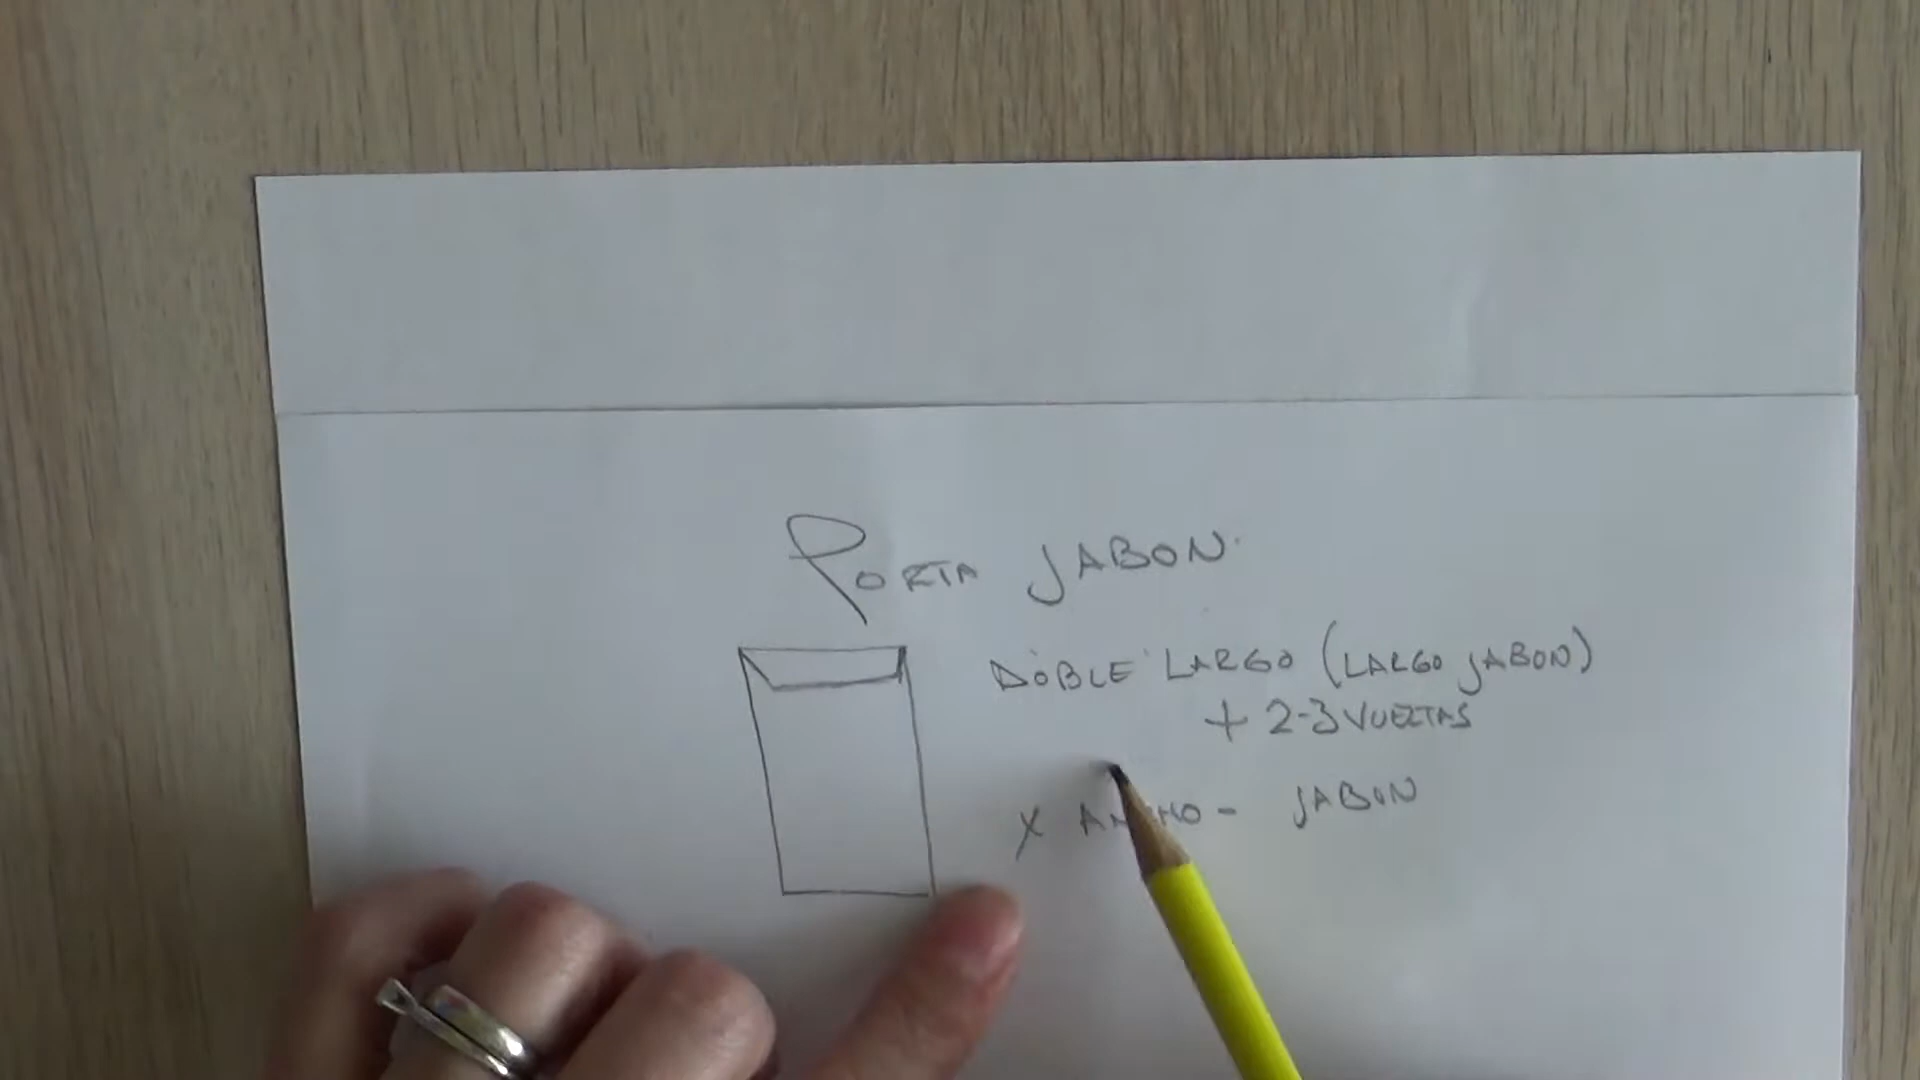 PORTA JABON.
DOBLE LARGO (LARGO JABON)
+ 2-3 VUELTAS
X - JABON